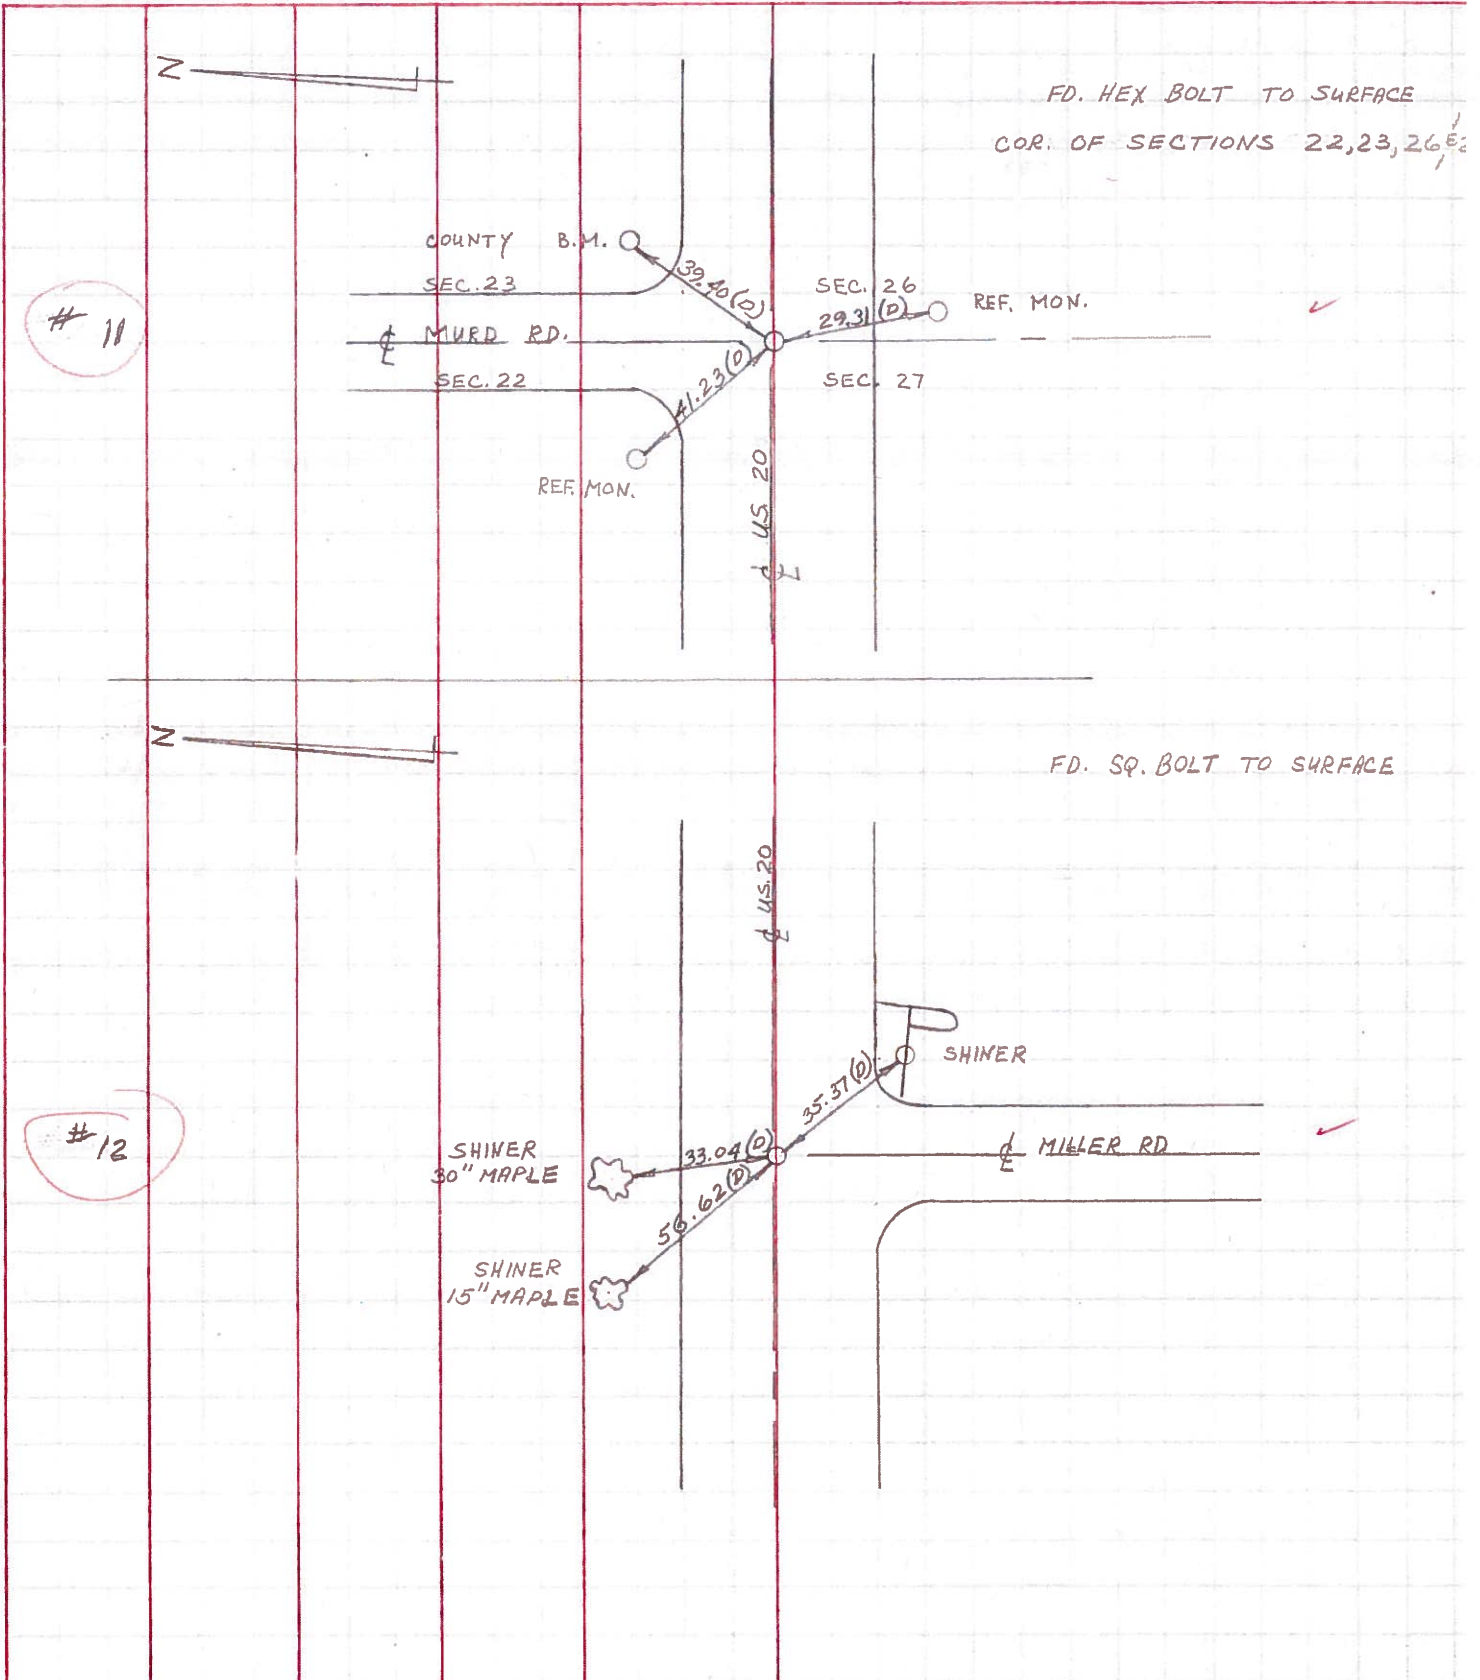 N
FD. HEX BOLT TO SURFACE
COR. OF SECTIONS 22,23,26, &
# 11
COUNTY B.M.
SEC. 23
39.40 (D)
SEC. 26
29.31 (D)
REF. MON.
℄ MURD RD.
SEC. 22
41.23 (D)
SEC. 27
REF. MON.
℄ US. 20
N
FD. SQ. BOLT TO SURFACE
℄ US. 20
SHINER
35.37 (D)
# 12
SHINER
30" MAPLE
33.04 (D)
℄ MILLER RD
56.62 (D)
SHINER
15" MAPLE